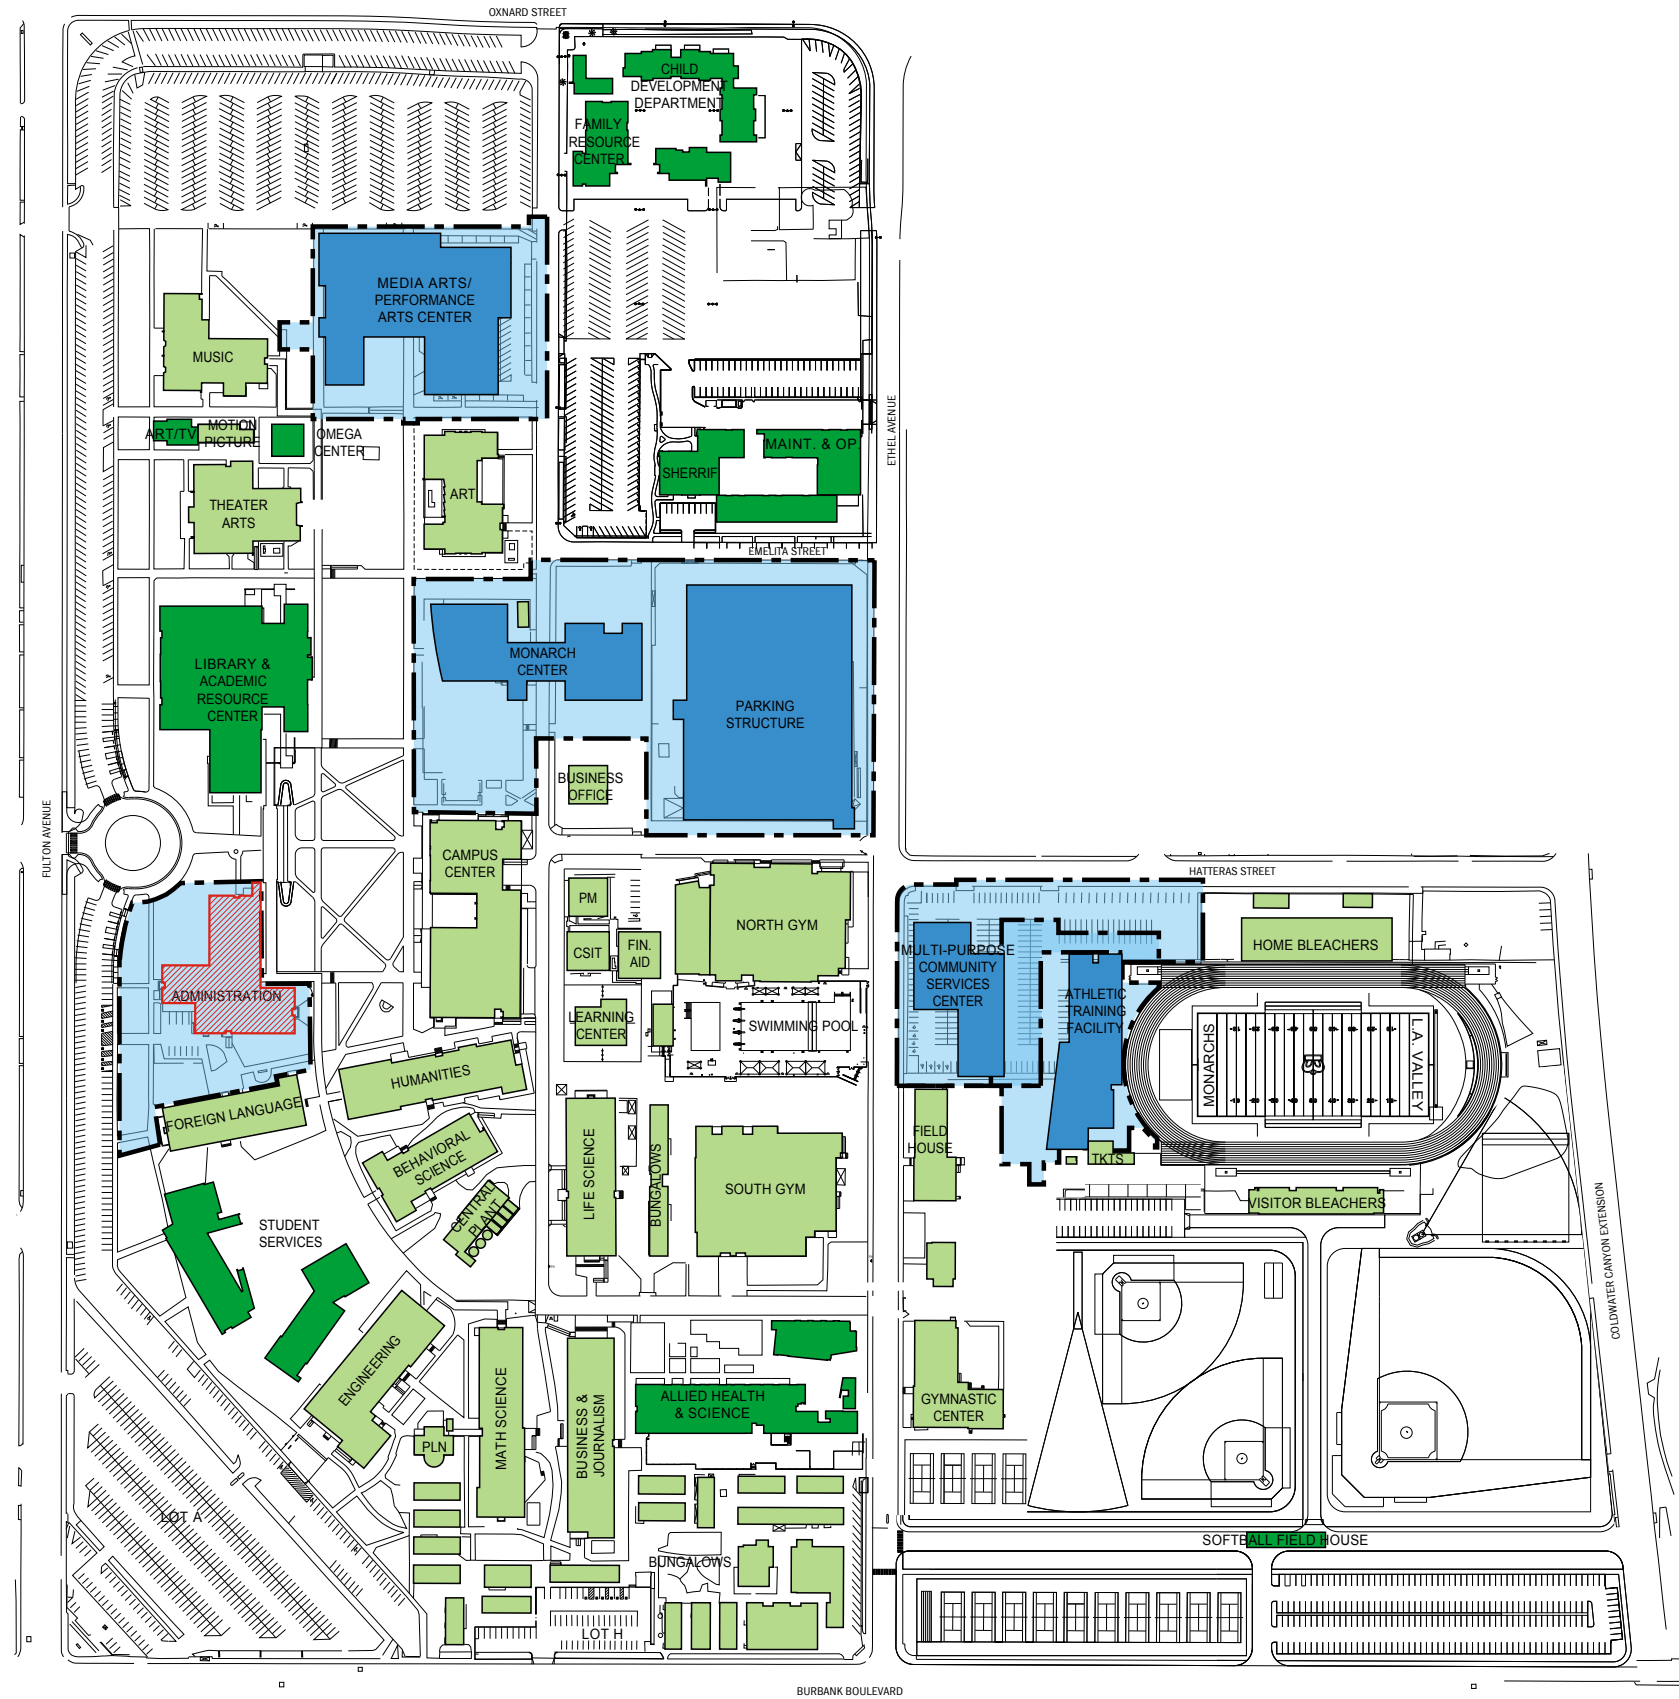 OXNARD STREET
CHILD
DEVELOPMENT
DEPARTMENT
FAMILY
RESOURCE
CENTER
MEDIA ARTS/
PERFORMANCE
ARTS CENTER
MUSIC
ART/TV
MOTION
PICTURE
OMEGA
CENTER
THEATER
ARTS
ART
SHERRIF
MAINT. & OP.
ETHEL AVENUE
EMELITA STREET
LIBRARY &
ACADEMIC
RESOURCE
CENTER
MONARCH
CENTER
PARKING
STRUCTURE
BUSINESS
OFFICE
FULTON AVENUE
CAMPUS
CENTER
HATTERAS STREET
PM
CSIT
FIN.
AID
NORTH GYM
HOME BLEACHERS
MULTI-PURPOSE
COMMUNITY
SERVICES
CENTER
ATHLETIC
TRAINING
FACILITY
ADMINISTRATION
LEARNING
CENTER
SWIMMING POOL
MONARCHS
L.A. VALLEY
HUMANITIES
FOREIGN LANGUAGE
BEHAVIORAL
SCIENCE
CENTRAL
PLANT
LIFE SCIENCE
BUNGALOWS
SOUTH GYM
FIELD
HOUSE
TKTS
VISITOR BLEACHERS
STUDENT
SERVICES
COLDWATER CANYON EXTENSION
ENGINEERING
MATH SCIENCE
BUSINESS &
JOURNALISM
ALLIED HEALTH
& SCIENCE
GYMNASTIC
CENTER
PLN
LOT A
BUNGALOWS
SOFTBALL FIELD HOUSE
LOT H
BURBANK BOULEVARD